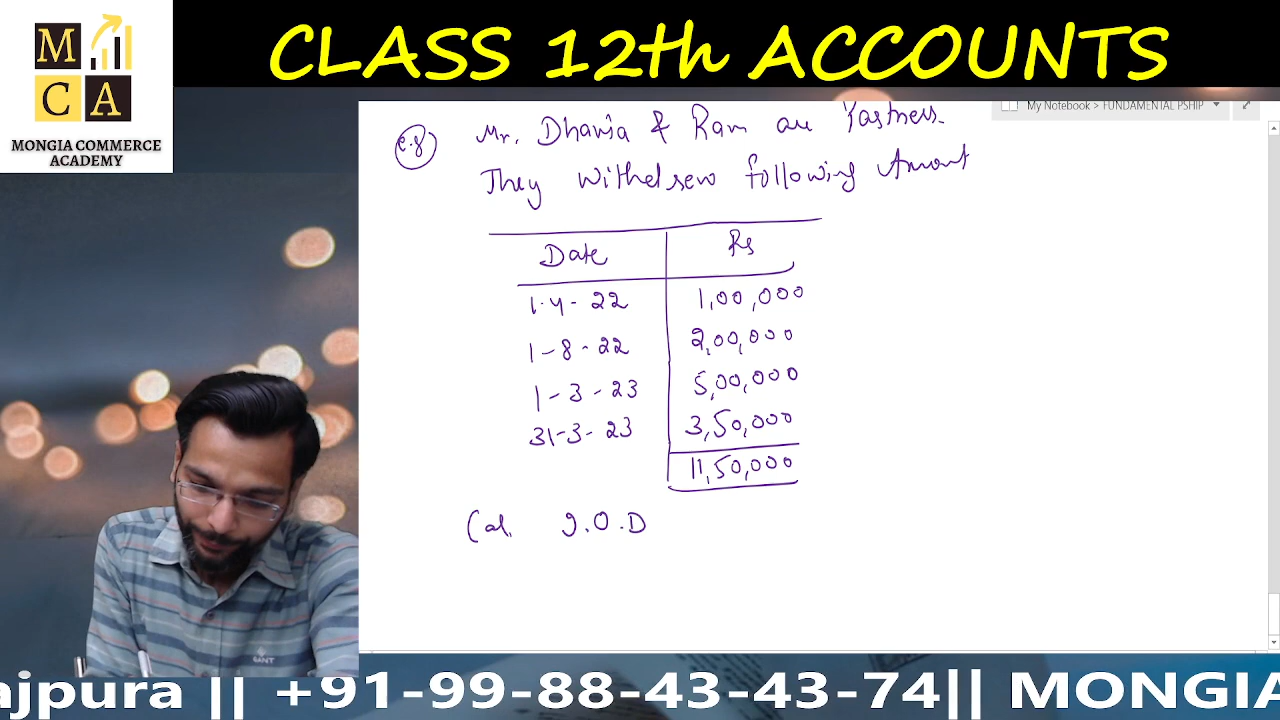 CLASS 12th ACCOUNTS
M
C A
MONGIA COMMERCE
ACADEMY
My Notebook > FUNDAMENTAL PSHIP
e.g Mr. Dhawja & Ram are Partners.
They withdrew following Amount
Date Rs
1-4-22 1,00,000
1-8-22 2,00,000
1-3-23 5,00,000
31-3-23 3,50,000
11,50,000
Cal. I.O.D
GANT
ajpura || +91-99-88-43-43-74|| MONGIA